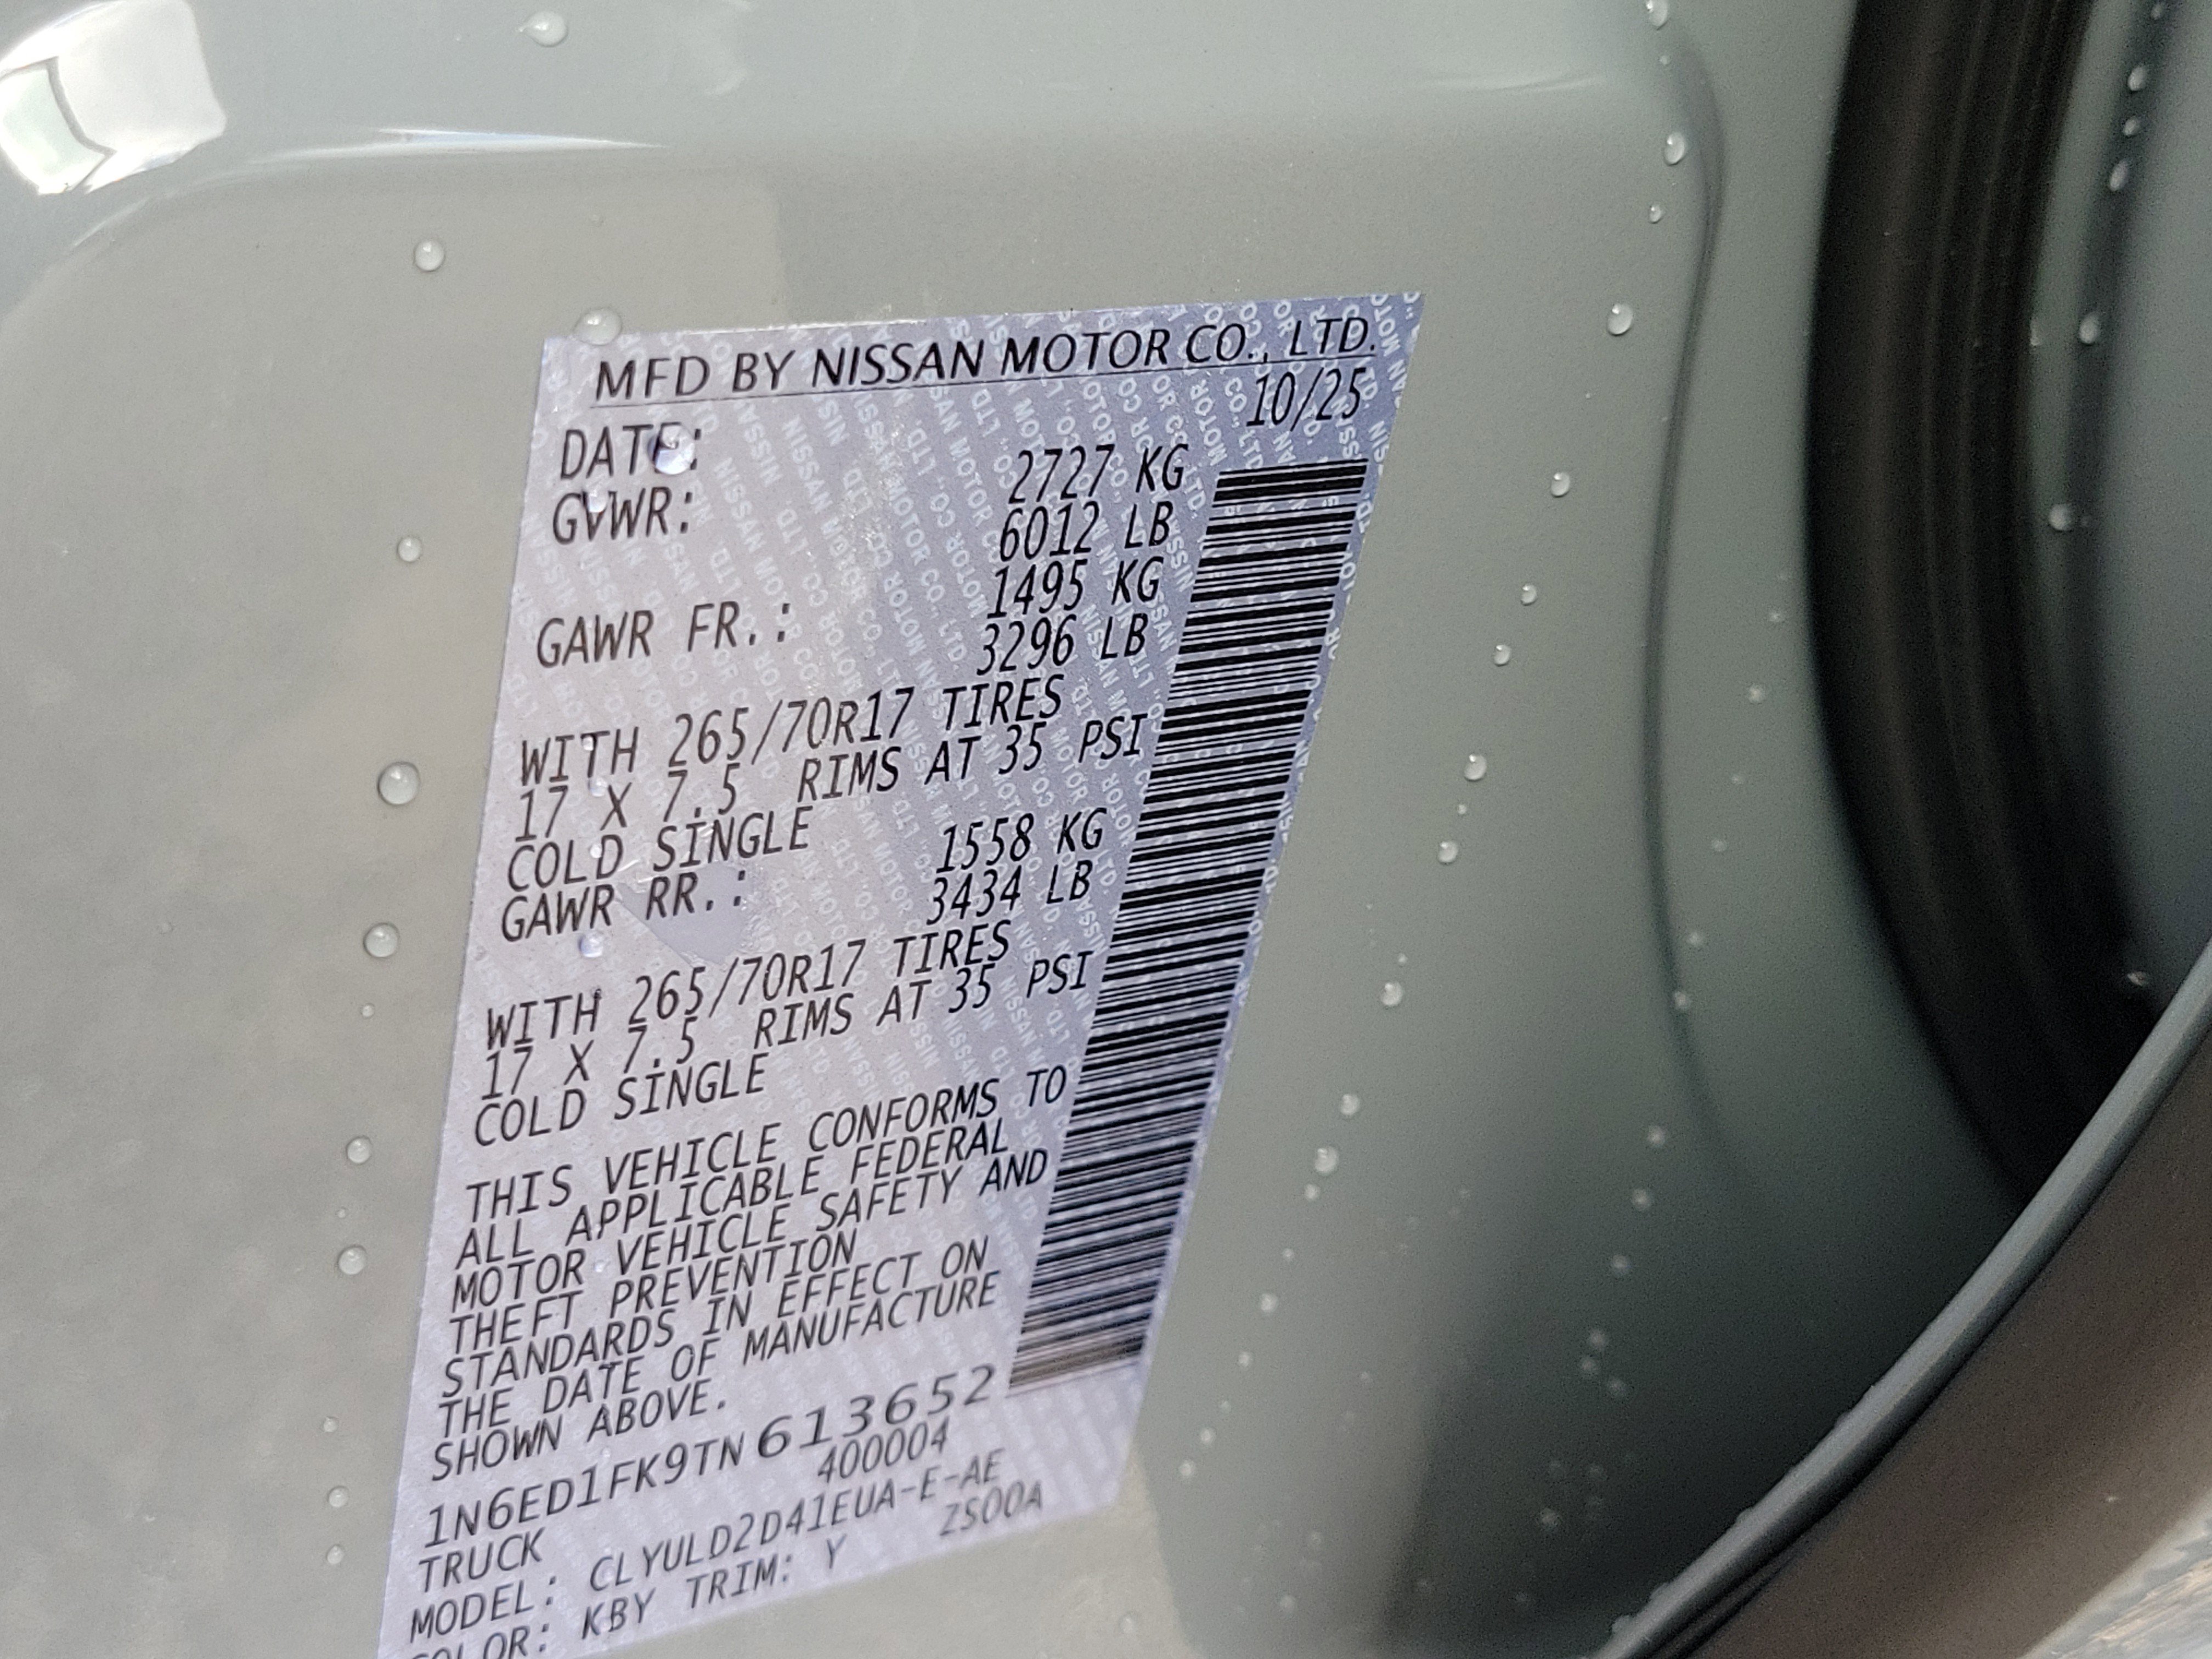 MFD BY NISSAN MOTOR CO., LTD.
DATE: 10/25
GVWR: 2727 KG
6012 LB
GAWR FR.: 1495 KG
3296 LB
WITH 265/70R17 TIRES
17 X 7.5 RIMS AT 35 PSI
COLD SINGLE
GAWR RR.: 1558 KG
3434 LB
WITH 265/70R17 TIRES
17 X 7.5 RIMS AT 35 PSI
COLD SINGLE
THIS VEHICLE CONFORMS TO
ALL APPLICABLE FEDERAL
MOTOR VEHICLE SAFETY AND
THEFT PREVENTION
STANDARDS IN EFFECT ON
THE DATE OF MANUFACTURE
SHOWN ABOVE.
1N6ED1FK9TN613652
TRUCK 400004
MODEL: CLYULD2D41EUA-E-AE
COLOR: KBY TRIM: Y ZS00A